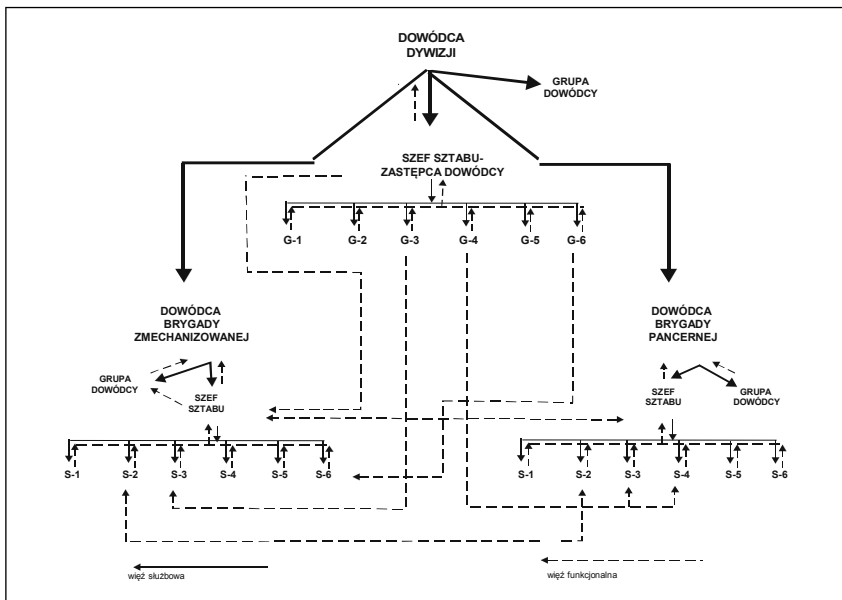 DOWÓDCA
DYWIZJI
GRUPA
DOWÓDCY
SZEF SZTABU-
ZASTĘPCA DOWÓDCY
G-1 G-2 G-3 G-4 G-5 G-6
DOWÓDCA
BRYGADY
ZMECHANIZOWANEJ
DOWÓDCA
BRYGADY
PANCERNEJ
GRUPA
DOWÓDCY
SZEF
SZTABU
SZEF
SZTABU
GRUPA
DOWÓDCY
S-1 S-2 S-3 S-4 S-5 S-6
S-1 S-2 S-3 S-4 S-5 S-6
więź służbowa
więź funkcjonalna